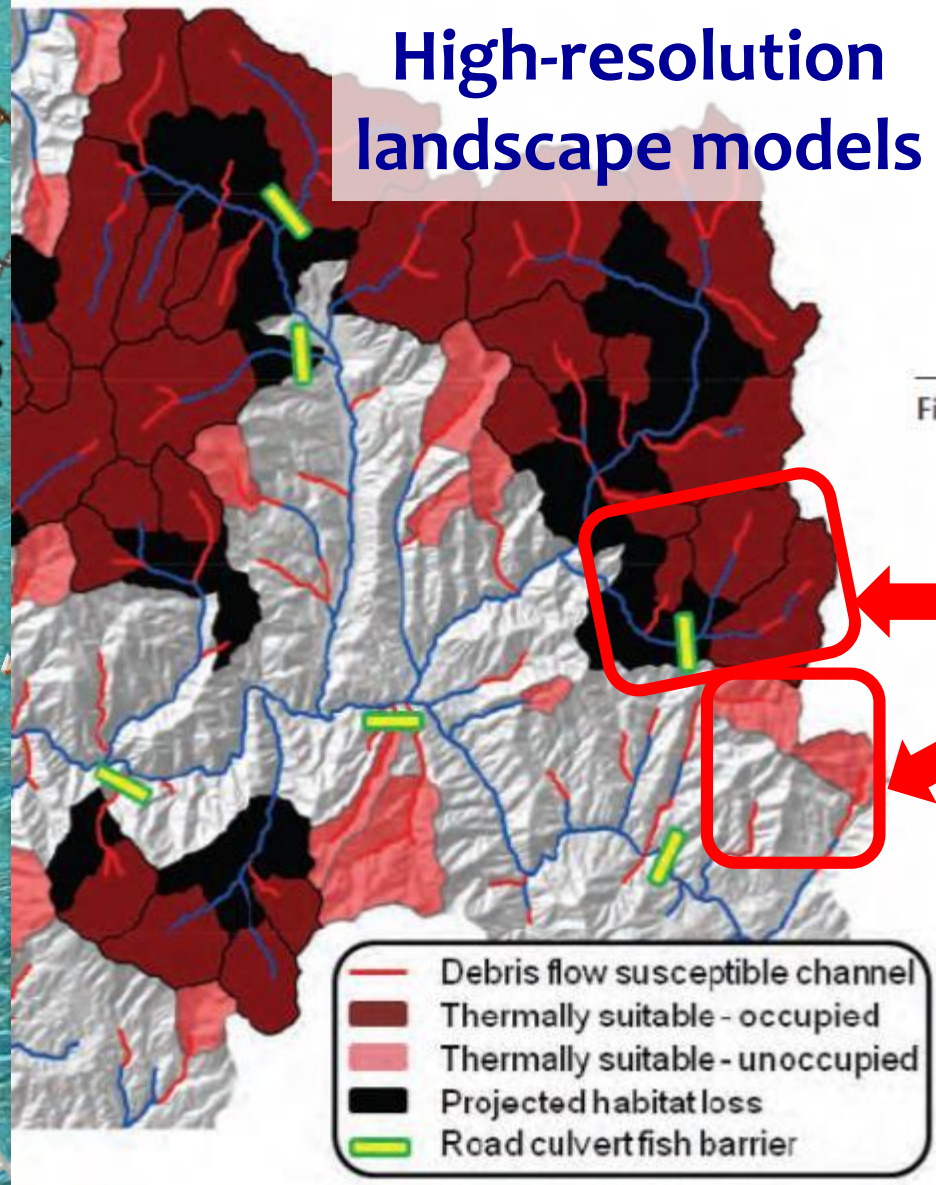 High-resolution
landscape models
Fi
Debris flow susceptible channel
Thermally suitable - occupied
Thermally suitable - unoccupied
Projected habitat loss
Road culvert fish barrier